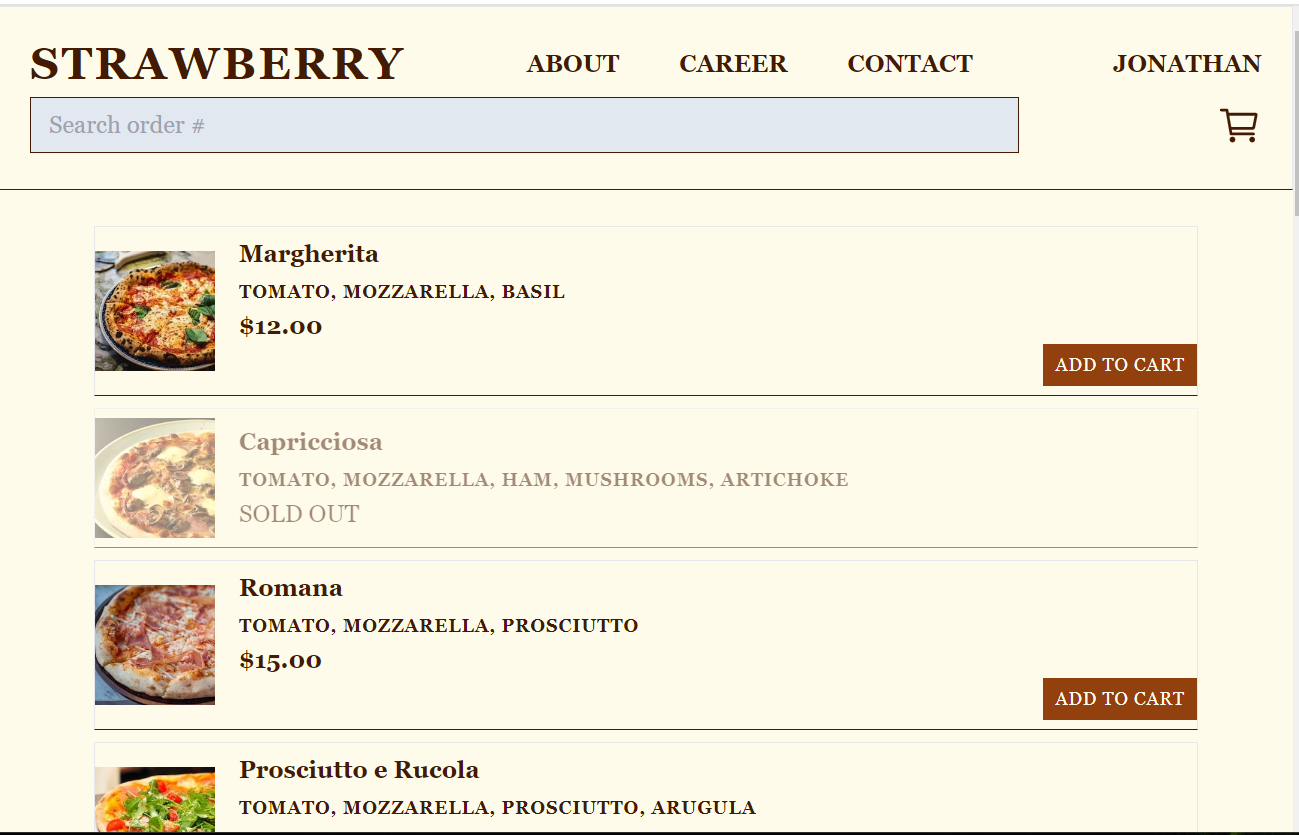 STRAWBERRY ABOUT CAREER CONTACT JONATHAN
Search order #
Margherita
TOMATO, MOZZARELLA, BASIL
$12.00
ADD TO CART
Capricciosa
TOMATO, MOZZARELLA, HAM, MUSHROOMS, ARTICHOKE
SOLD OUT
Romana
TOMATO, MOZZARELLA, PROSCIUTTO
$15.00
ADD TO CART
Prosciutto e Rucola
TOMATO, MOZZARELLA, PROSCIUTTO, ARUGULA